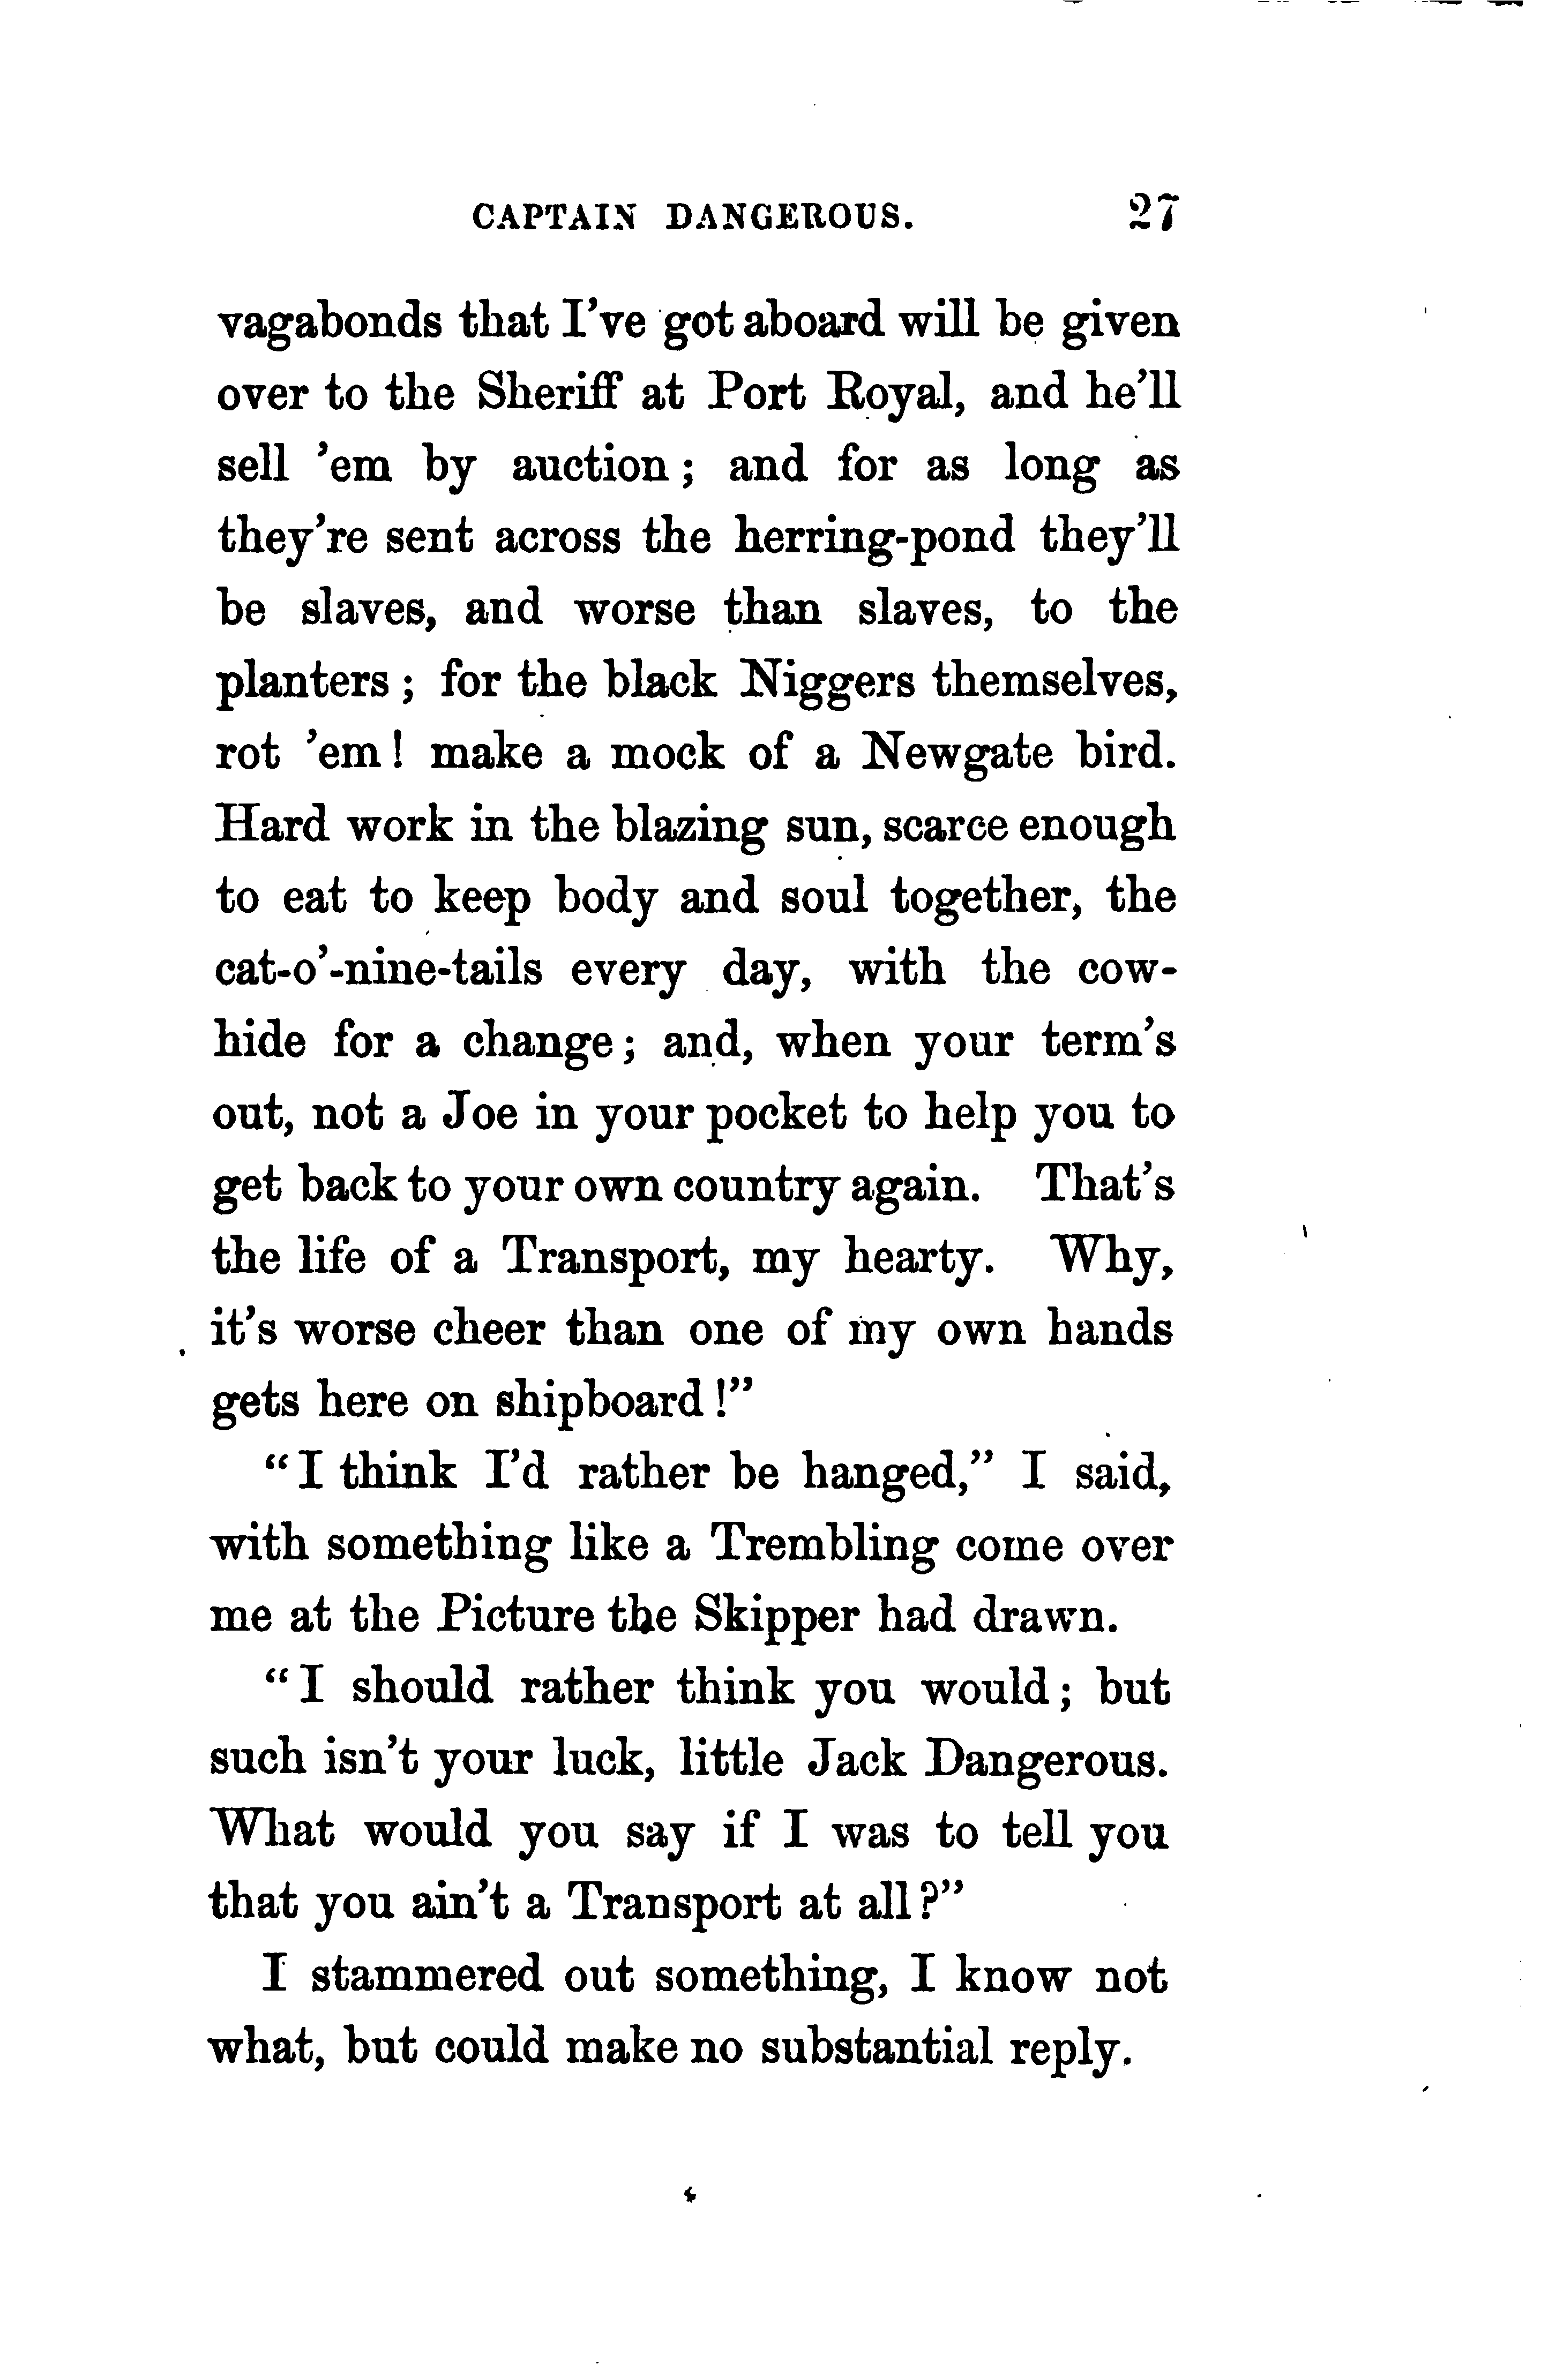 CAPTAIN DANGEROUS. 27
vagabonds that I've got aboard will be given
over to the Sheriff at Port Royal, and he'll
sell 'em by auction; and for as long as
they're sent across the herring-pond they'll
be slaves, and worse than slaves, to the
planters; for the black Niggers themselves,
rot 'em! make a mock of a Newgate bird.
Hard work in the blazing sun, scarce enough
to eat to keep body and soul together, the
cat-o'-nine-tails every day, with the cow-
hide for a change; and, when your term's
out, not a Joe in your pocket to help you to
get back to your own country again. That's
the life of a Transport, my hearty. Why,
it's worse cheer than one of my own hands
gets here on shipboard!"
"I think I'd rather be hanged," I said,
with something like a Trembling come over
me at the Picture the Skipper had drawn.
"I should rather think you would; but
such isn't your luck, little Jack Dangerous.
What would you say if I was to tell you
that you ain't a Transport at all?"
I stammered out something, I know not
what, but could make no substantial reply.